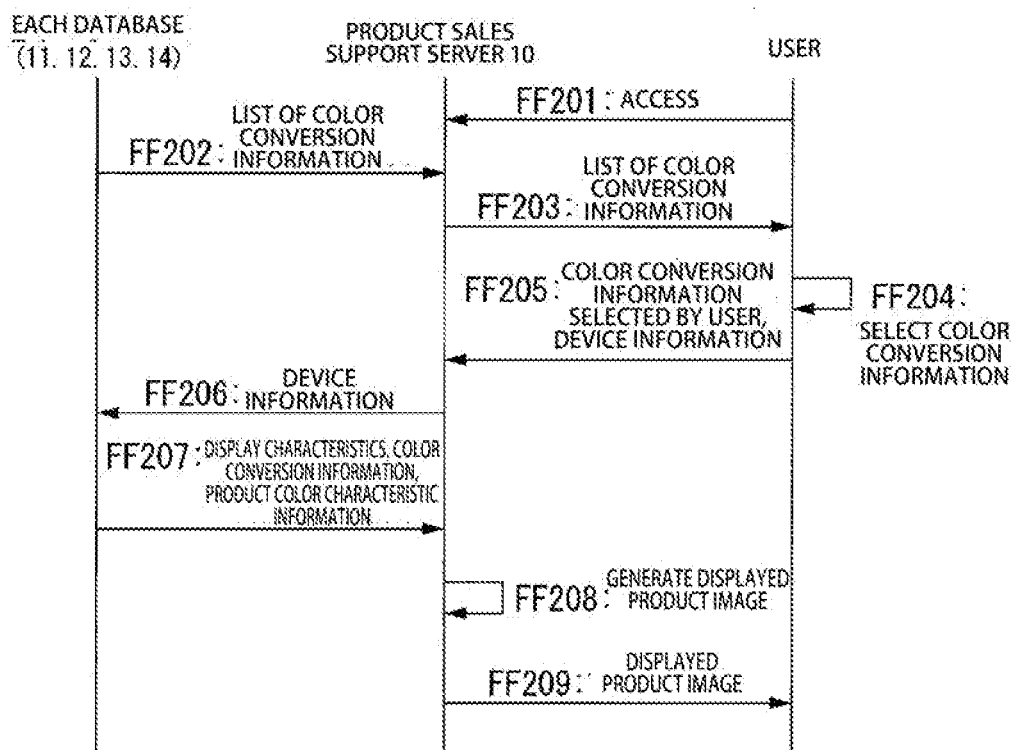 EACH DATABASE
(11. 12. 13. 14)
PRODUCT SALES
SUPPORT SERVER 10
USER
FF201: ACCESS
LIST OF COLOR
CONVERSION
FF202: INFORMATION
LIST OF COLOR
CONVERSION
FF203: INFORMATION
FF204:
SELECT COLOR
CONVERSION
INFORMATION
FF205: COLOR CONVERSION
INFORMATION
SELECTED BY USER,
DEVICE INFORMATION
FF206: DEVICE
INFORMATION
FF207: DISPLAY CHARACTERISTICS, COLOR
CONVERSION INFORMATION,
PRODUCT COLOR CHARACTERISTIC
INFORMATION
FF208: GENERATE DISPLAYED
PRODUCT IMAGE
FF209: DISPLAYED
PRODUCT IMAGE